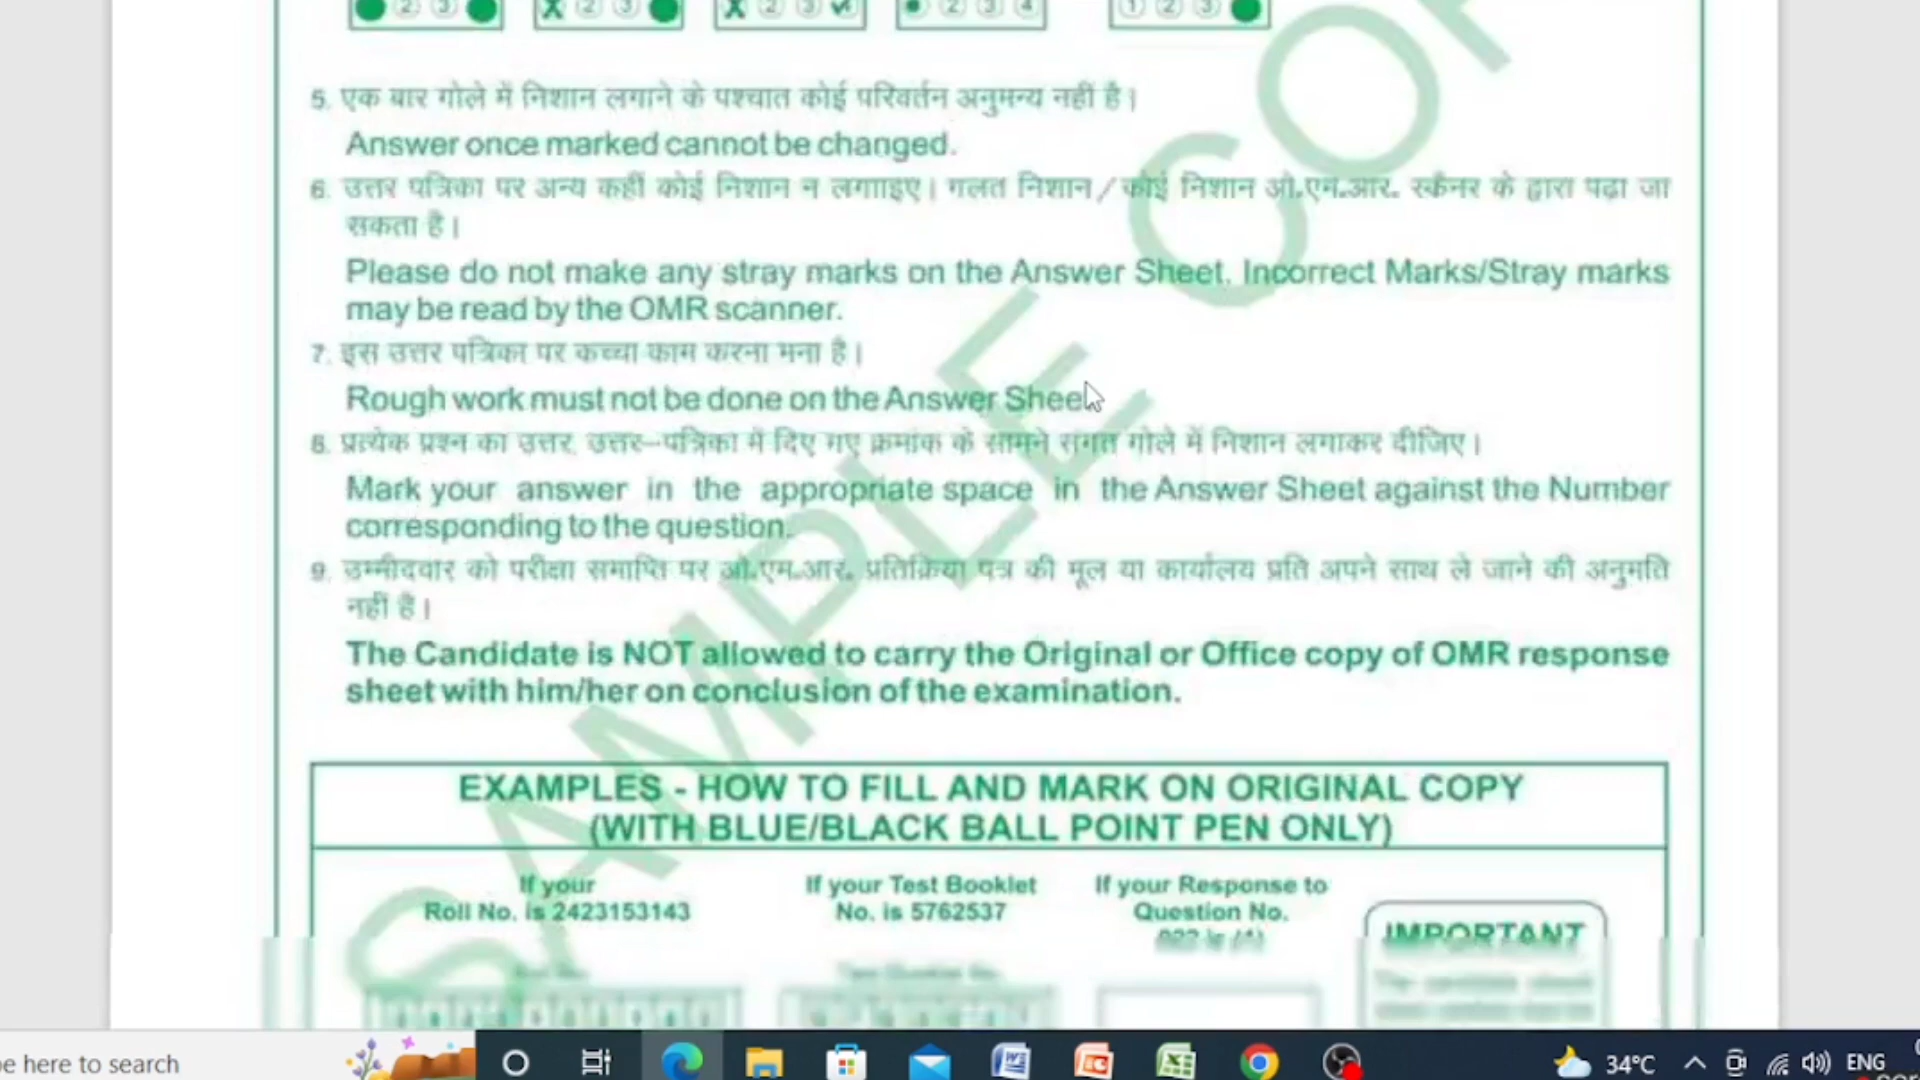 5. एक बार गोले में निशान लगाने के पश्चात कोई परिवर्तन अनुमन्य नहीं है।
Answer once marked cannot be changed.
6. उत्तर पत्रिका पर अन्य कहीं कोई निशान न लगााइए। गलत निशान/कोई निशान ओ.एम.आर. स्कैनर के द्वारा पढ़ा जा
सकता है।
Please do not make any stray marks on the Answer Sheet. Incorrect Marks/Stray marks
may be read by the OMR scanner.
7. इस उत्तर पत्रिका पर कच्चा काम करना मना है।
Rough work must not be done on the Answer Shee
8. प्रत्येक प्रश्न का उत्तर, उत्तर–पत्रिका में दिए गए क्रमांक के सामने संगत गोले में निशान लगाकर दीजिए।
Mark your answer in the appropriate space in the Answer Sheet against the Number
corresponding to the question.
9. उम्मीदवार को परीक्षा समाप्ति पर ओ.एम.आर. प्रतिक्रिया पत्र की मूल या कार्यालय प्रति अपने साथ ले जाने की अनुमति
नहीं है।
The Candidate is NOT allowed to carry the Original or Office copy of OMR response
sheet with him/her on conclusion of the examination.
SAMPLE COP
EXAMPLES - HOW TO FILL AND MARK ON ORIGINAL COPY
(WITH BLUE/BLACK BALL POINT PEN ONLY)
If your
Roll No. is 2423153143
If your Test Booklet
No. is 5762537
If your Response to
Question No.
IMPORTANT
e here to search
34°C
ENG